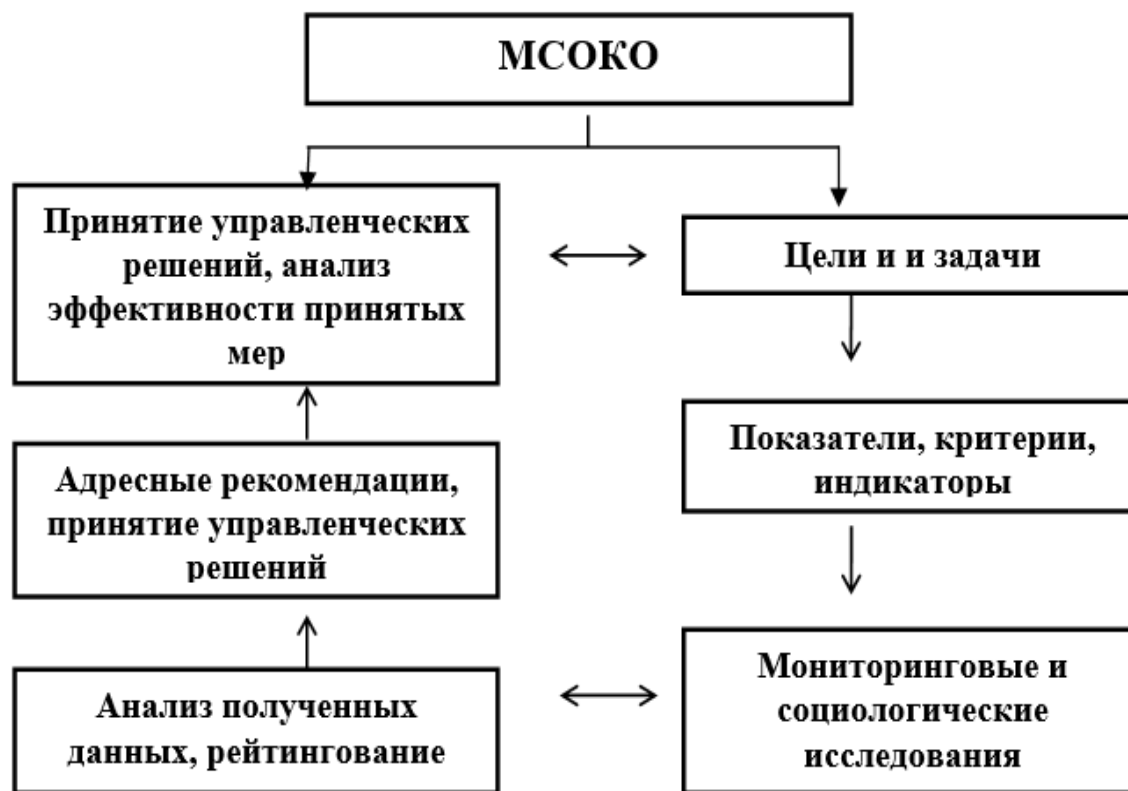 МСОКО
Принятие управленческих
решений, анализ
эффективности принятых
мер
Цели и и задачи
Адресные рекомендации,
принятие управленческих
решений
Показатели, критерии,
индикаторы
Анализ полученных
данных, рейтингование
Мониторинговые и
социологические
исследования